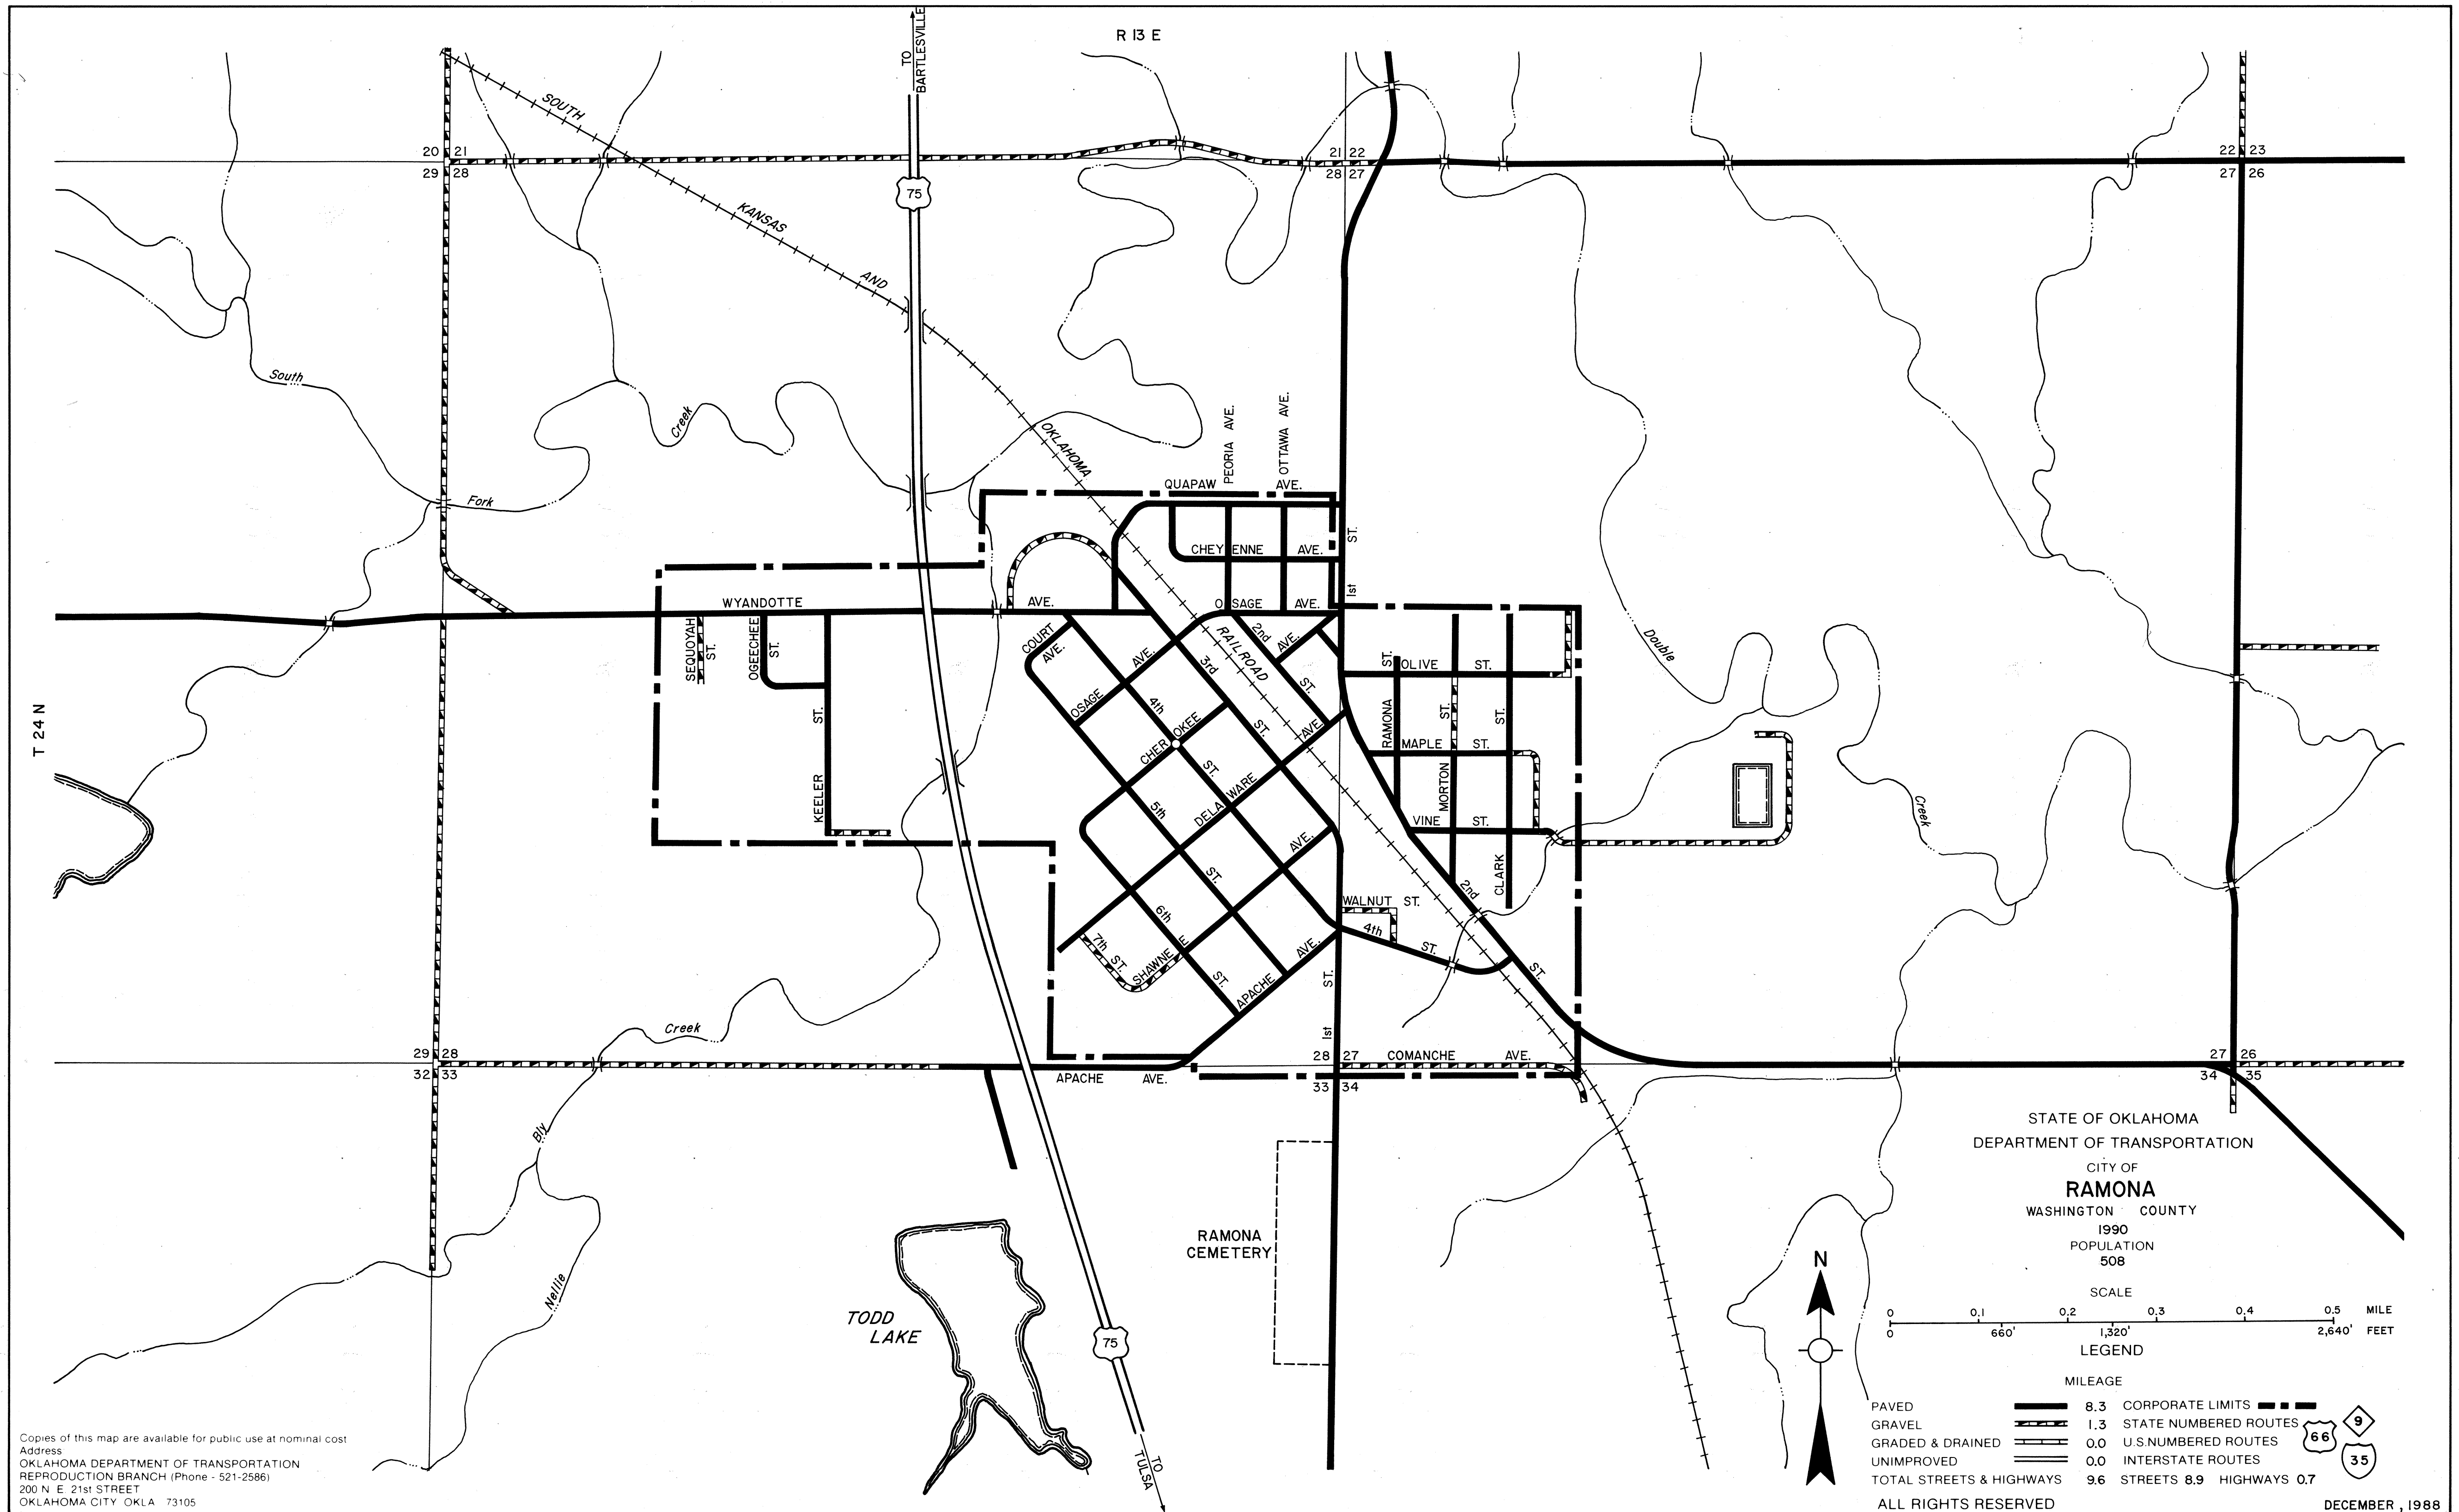 R 13 E
TO
BARTLESVILLE
SOUTH
KANSAS
AND
OKLAHOMA
RAILROAD
20 21
29 28
21 22
28 27
22 23
27 26
75
South
Fork
Creek
PEORIA AVE.
OTTAWA AVE.
QUAPAW AVE.
CHEYENNE AVE.
1st ST.
WYANDOTTE AVE.
OSAGE AVE.
SEQUOYAH ST.
OGEECHEE ST.
KEELER ST.
COURT AVE.
OSAGE AVE.
2nd ST.
AVE.
3rd ST.
4th ST.
CHEROKEE
DELAWARE AVE.
5th ST.
6th ST.
7th ST.
SHAWNEE AVE.
APACHE AVE.
RAMONA ST.
OLIVE ST.
MAPLE ST.
MORTON ST.
VINE ST.
CLARK ST.
WALNUT ST.
4th ST.
2nd ST.
1st ST.
Double
Creek
T 24 N
29 28
32 33
APACHE AVE.
28 27
33 34
COMANCHE AVE.
27 26
34 35
Creek
Bly
Nellie
TODD
LAKE
RAMONA
CEMETERY
75
TO
TULSA
STATE OF OKLAHOMA
DEPARTMENT OF TRANSPORTATION
CITY OF
RAMONA
WASHINGTON COUNTY
1990
POPULATION
508
N
SCALE
0 0.1 0.2 0.3 0.4 0.5 MILE
0 660' 1,320' 2,640' FEET
LEGEND
MILEAGE
PAVED 8.3 CORPORATE LIMITS
GRAVEL 1.3 STATE NUMBERED ROUTES 9
GRADED & DRAINED 0.0 U.S.NUMBERED ROUTES 66
UNIMPROVED 0.0 INTERSTATE ROUTES 35
TOTAL STREETS & HIGHWAYS 9.6 STREETS 8.9 HIGHWAYS 0.7
ALL RIGHTS RESERVED
DECEMBER, 1988
Copies of this map are available for public use at nominal cost
Address
OKLAHOMA DEPARTMENT OF TRANSPORTATION
REPRODUCTION BRANCH (Phone - 521-2586)
200 N E 21st STREET
OKLAHOMA CITY OKLA 73105